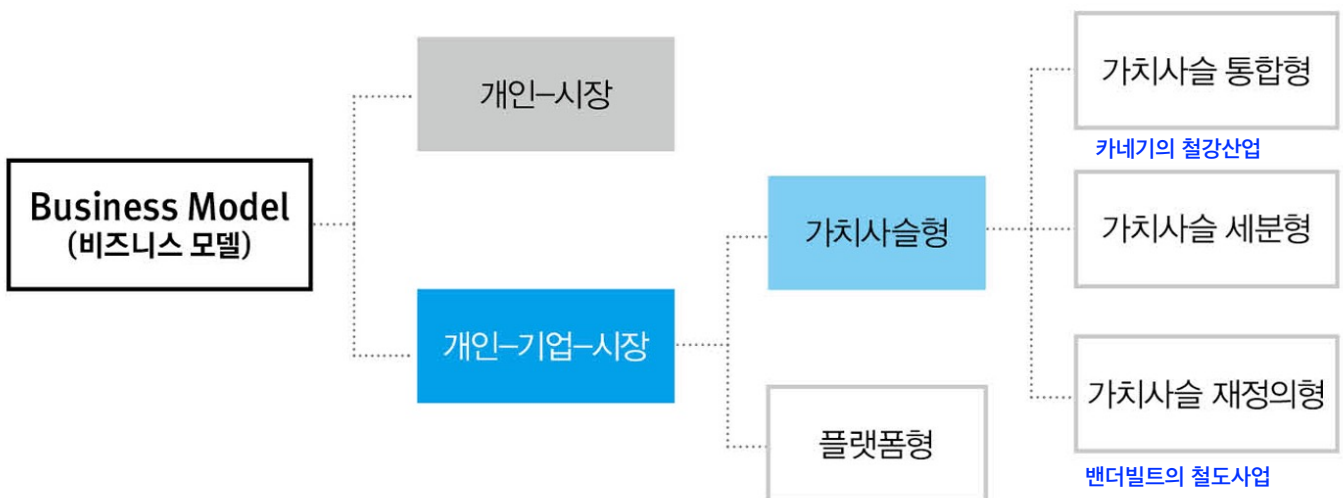 Business Model
(비즈니스 모델)
개인–시장
개인–기업–시장
가치사슬형
플랫폼형
가치사슬 통합형
카네기의 철강산업
가치사슬 세분형
가치사슬 재정의형
밴더빌트의 철도사업